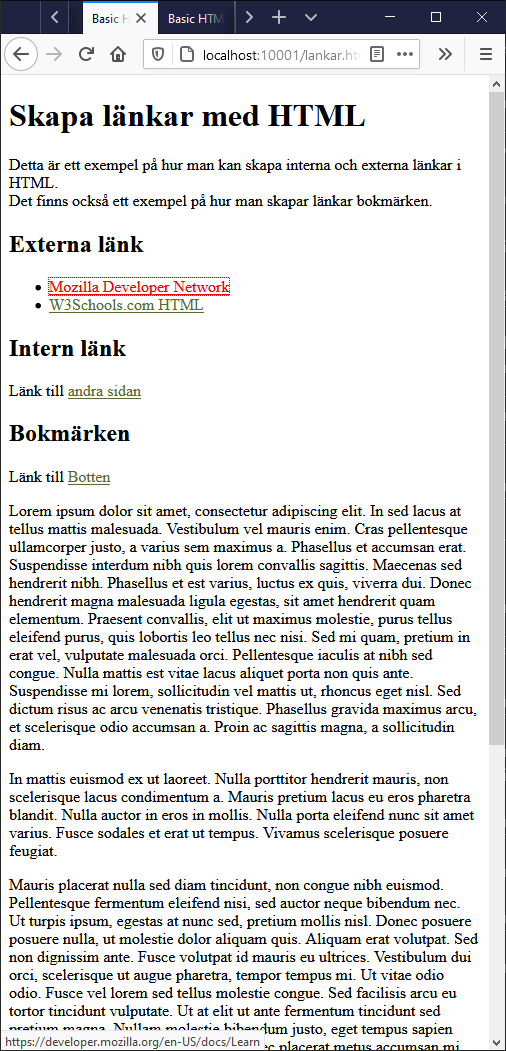 Basic H
Basic HTM
localhost:10001/lankar.ht
Skapa länkar med HTML
Detta är ett exempel på hur man kan skapa interna och externa länkar i
HTML.
Det finns också ett exempel på hur man skapar länkar bokmärken.
Externa länk
Mozilla Developer Network
W3Schools.com HTML
Intern länk
Länk till andra sidan
Bokmärken
Länk till Botten
Lorem ipsum dolor sit amet, consectetur adipiscing elit. In sed lacus at
tellus mattis malesuada. Vestibulum vel mauris enim. Cras pellentesque
ullamcorper justo, a varius sem maximus a. Phasellus et accumsan erat.
Suspendisse interdum nibh quis lorem convallis sagittis. Maecenas sed
hendrerit nibh. Phasellus et est varius, luctus ex quis, viverra dui. Donec
hendrerit magna malesuada ligula egestas, sit amet hendrerit quam
elementum. Praesent convallis, elit ut maximus molestie, purus tellus
eleifend purus, quis lobortis leo tellus nec nisi. Sed mi quam, pretium in
erat vel, vulputate malesuada orci. Pellentesque iaculis at nibh sed
congue. Nulla mattis est vitae lacus aliquet porta non quis ante.
Suspendisse mi lorem, sollicitudin vel mattis ut, rhoncus eget nisl. Sed
dictum risus ac arcu venenatis tristique. Phasellus gravida maximus arcu,
et scelerisque odio accumsan a. Proin ac sagittis magna, a sollicitudin
diam.
In mattis euismod ex ut laoreet. Nulla porttitor hendrerit mauris, non
scelerisque lacus condimentum a. Mauris pretium lacus eu eros pharetra
blandit. Nulla auctor in eros in mollis. Nulla porta eleifend nunc sit amet
varius. Fusce sodales et erat ut tempus. Vivamus scelerisque posuere
feugiat.
Mauris placerat nulla sed diam tincidunt, non congue nibh euismod.
Pellentesque fermentum eleifend nisi, sed auctor neque bibendum nec.
Ut turpis ipsum, egestas at nunc sed, pretium mollis nisl. Donec posuere
posuere nulla, ut molestie dolor aliquam quis. Aliquam erat volutpat. Sed
non dignissim ante. Fusce volutpat id mauris eu ultrices. Vestibulum dui
orci, scelerisque ut augue pharetra, tempor tempus mi. Ut vitae odio
odio. Fusce vel lorem sed tellus molestie congue. Sed facilisis arcu eu
tortor tincidunt vulputate. Ut at elit ut ante fermentum tincidunt sed
pretium magna. Nullam molestie bibendum justo, eget tempus sapien
nec placerat metus accumsan mi
https://developer.mozilla.org/en-US/docs/Learn